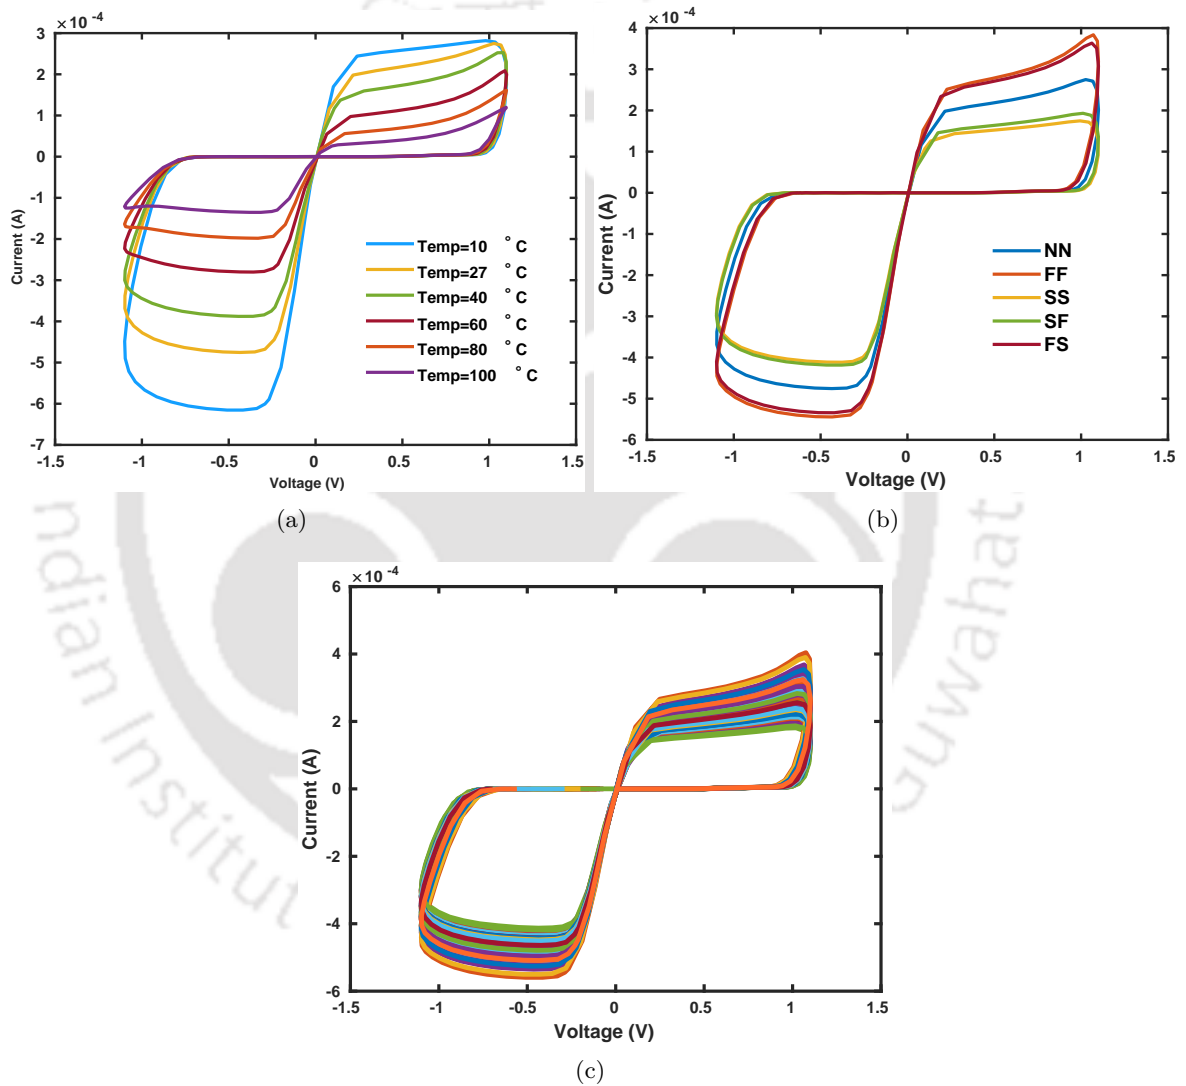 ×10 -4
3
2
1
0
-1
-2
-3
-4
-5
-6
-7
Current (A)
Temp=10 °C
Temp=27 °C
Temp=40 °C
Temp=60 °C
Temp=80 °C
Temp=100 °C
-1.5 -1 -0.5 0 0.5 1 1.5
Voltage (V)
(a)
×10 -4
4
3
2
1
0
-1
-2
-3
-4
-5
-6
Current (A)
NN
FF
SS
SF
FS
-1.5 -1 -0.5 0 0.5 1 1.5
Voltage (V)
(b)
×10 -4
6
4
2
0
-2
-4
-6
Current (A)
-1.5 -1 -0.5 0 0.5 1 1.5
Voltage (V)
(c)
ndian Institut
Guwahat